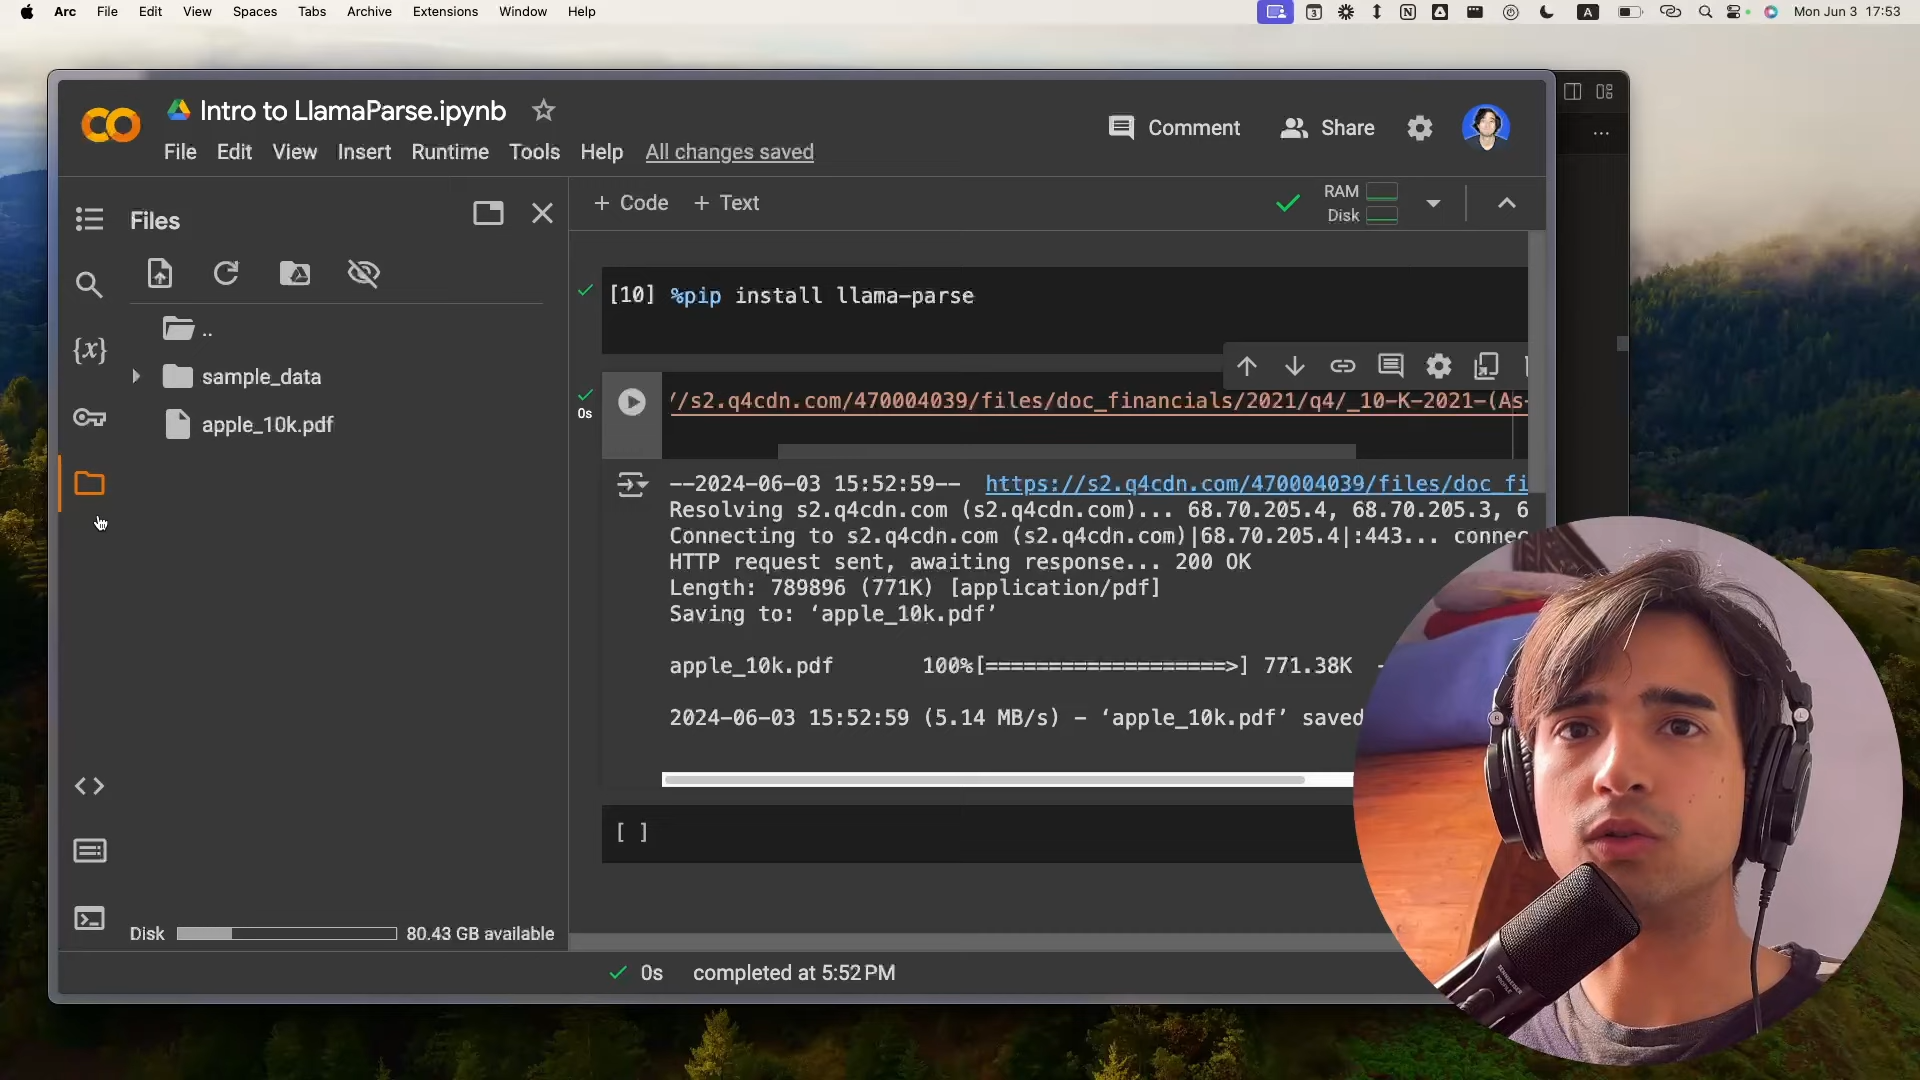 Arc File Edit View Spaces Tabs Archive Extensions Window Help
3 N A Mon Jun 3 17:53
CO Intro to LlamaParse.ipynb
Comment Share
File Edit View Insert Runtime Tools Help All changes saved
Files
+ Code + Text
RAM
Disk
..
sample_data
apple_10k.pdf
{x}
[10] %pip install llama-parse
0s
'/s2.q4cdn.com/470004039/files/doc_financials/2021/q4/_10-K-2021-(As-
--2024-06-03 15:52:59-- https://s2.q4cdn.com/470004039/files/doc_fi
Resolving s2.q4cdn.com (s2.q4cdn.com)... 68.70.205.4, 68.70.205.3, 6
Connecting to s2.q4cdn.com (s2.q4cdn.com)|68.70.205.4|:443... connec
HTTP request sent, awaiting response... 200 OK
Length: 789896 (771K) [application/pdf]
Saving to: ‘apple_10k.pdf’
apple_10k.pdf 100%[===================>] 771.38K -
2024-06-03 15:52:59 (5.14 MB/s) - ‘apple_10k.pdf’ saved
[ ]
Disk 80.43 GB available
0s completed at 5:52 PM